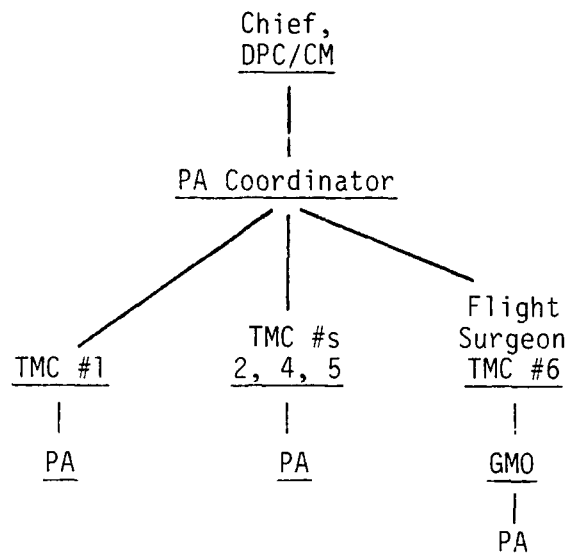 Chief,
DPC/CM
PA Coordinator
TMC #1
PA
TMC #s
2, 4, 5
PA
Flight
Surgeon
TMC #6
GMO
PA